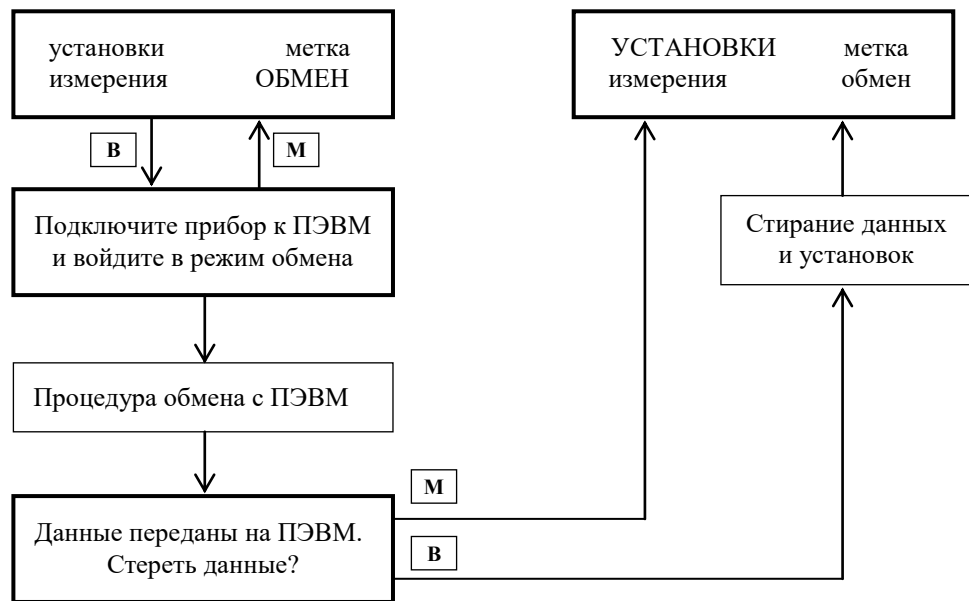 установки метка
измерения ОБМЕН
УСТАНОВКИ метка
измерения обмен
В
М
Подключите прибор к ПЭВМ
и войдите в режим обмена
Стирание данных
и установок
Процедура обмена с ПЭВМ
М
Данные переданы на ПЭВМ.
Стереть данные?
В